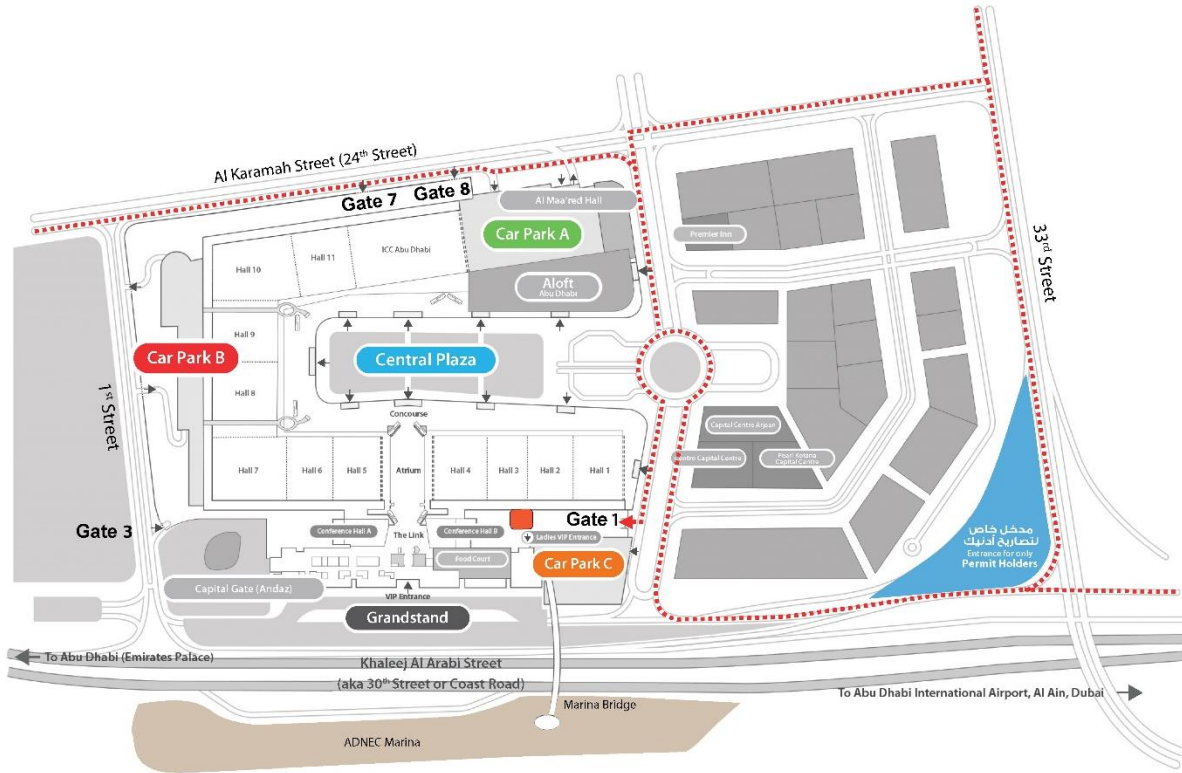 Al Karamah Street (24th Street)
Gate 7
Gate 8
Al Maa'red Hall
Car Park A
Premier Inn
33rd Street
ICC Abu Dhabi
Hall 11
Hall 10
Aloft
Abu Dhabi
Hall 9
Car Park B
Central Plaza
Hall 8
1st Street
Concourse
Capital Centre Arjaan
Centro Capital Centre
Pearl Rotana
Capital Centre
Hall 7
Hall 6
Hall 5
Atrium
Hall 4
Hall 3
Hall 2
Hall 1
Gate 3
Gate 1
Conference Hall A
The Link
Conference Hall B
Ladies VIP Entrance
Food Court
Car Park C
مدخل خاص
لتصاريح أدنيك
Entrance for only
Permit Holders
Capital Gate (Andaz)
VIP Entrance
Grandstand
To Abu Dhabi (Emirates Palace)
Khaleej Al Arabi Street
(aka 30th Street or Coast Road)
To Abu Dhabi International Airport, Al Ain, Dubai
Marina Bridge
ADNEC Marina